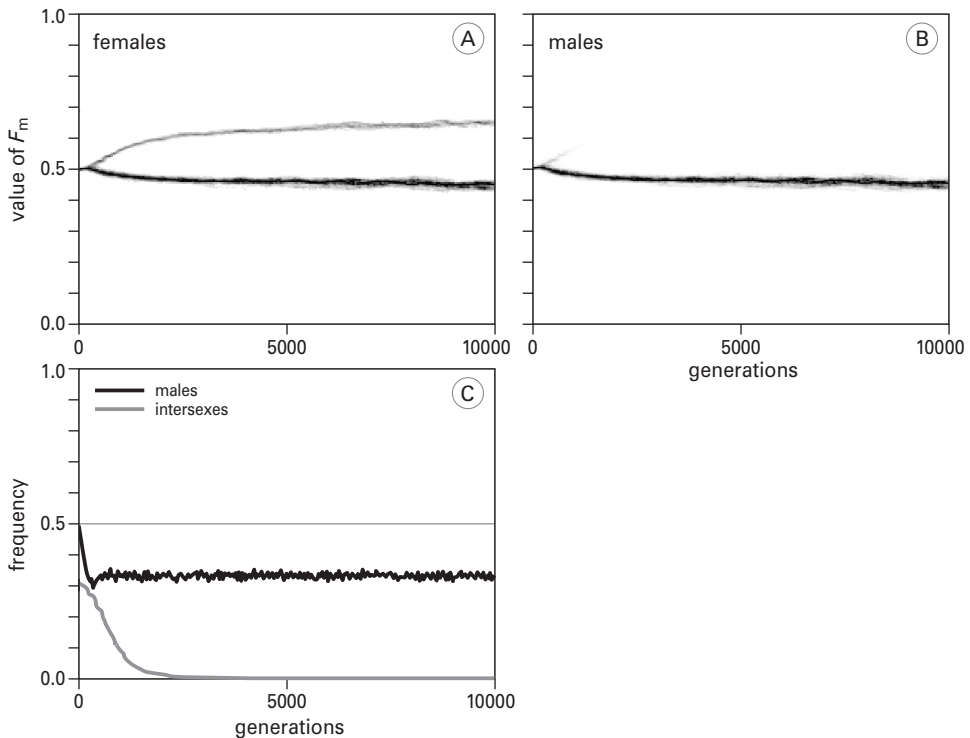 females
A
1.0
0.5
0.0
value of Fm
0
5000
10000
males
B
0
5000
10000
generations
males
intersexes
C
1.0
0.5
0.0
frequency
0
5000
10000
generations